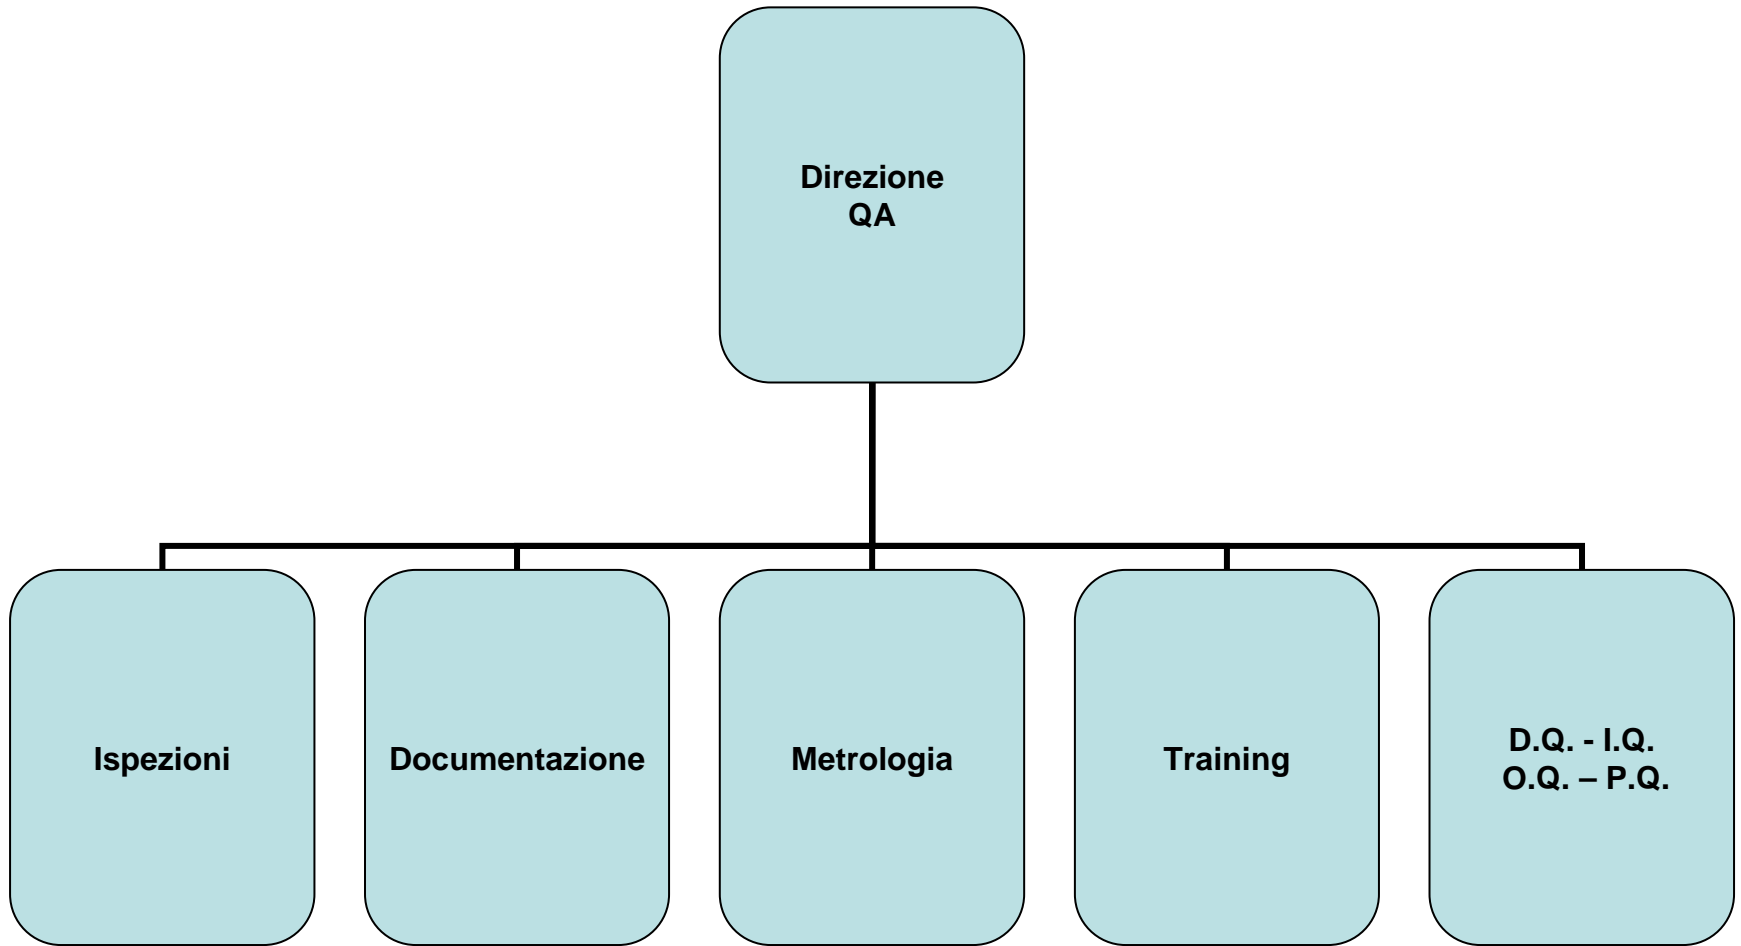 Direzione
QA
Ispezioni
Documentazione
Metrologia
Training
D.Q. - I.Q.
O.Q. – P.Q.